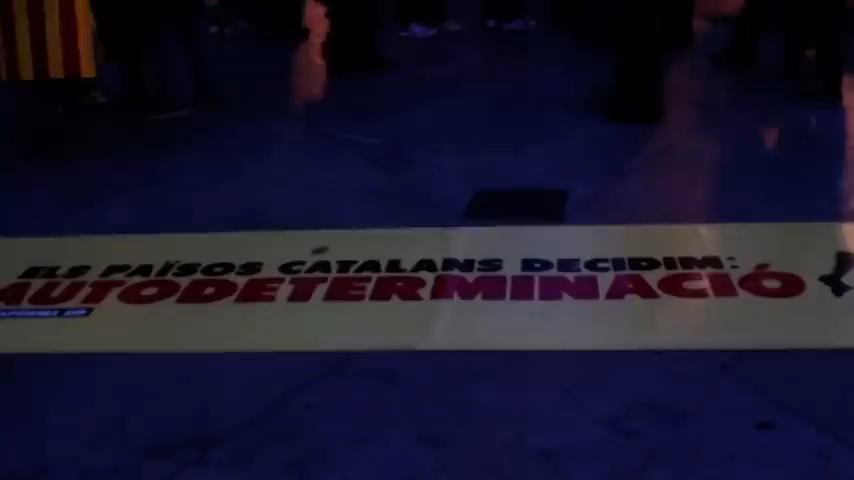 ELS PAÏSOS CATALANS DECIDIM:
AUTODETERMINACIÓ